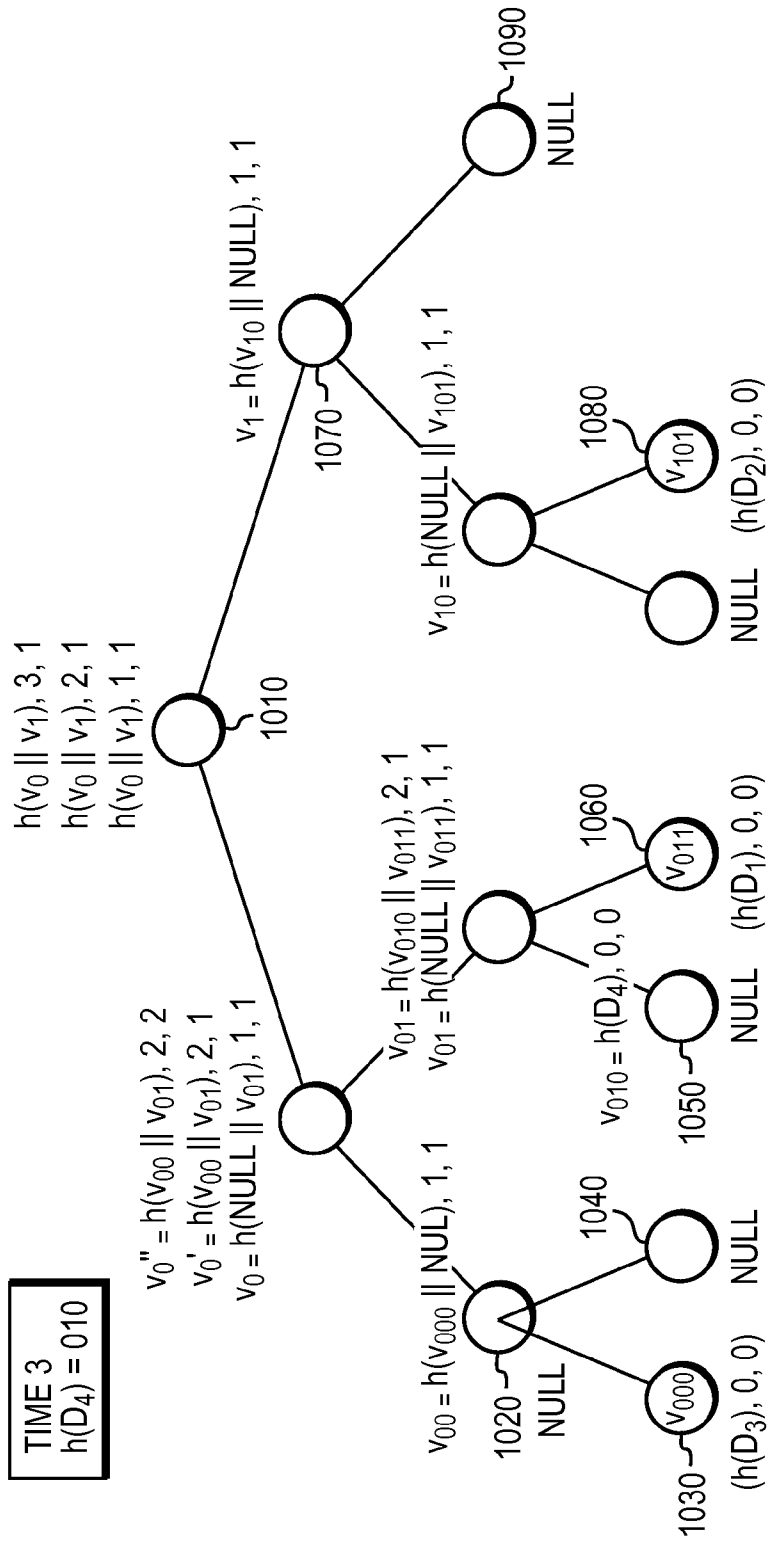 TIME 3
h(D₄) = 010
h(v₀ || v₁), 3, 1
h(v₀ || v₁), 2, 1
h(v₀ || v₁), 1, 1
1010
v₀" = h(v₀₀ || v₀₁), 2, 2
v₀' = h(v₀₀ || v₀₁), 2, 1
v₀ = h(NULL || v₀₁), 1, 1
v₁ = h(v₁₀ || NULL), 1, 1
1070
v₀₀ = h(v₀₀₀ || NUL), 1, 1
1020
NULL
v₀₁ = h(v₀₁₀ || v₀₁₁), 2, 1
v₀₁ = h(NULL || v₀₁₁), 1, 1
v₁₀ = h(NULL || v₁₀₁), 1, 1
1090
NULL
1030
v₀₀₀
(h(D₃), 0, 0)
1040
NULL
v₀₁₀ = h(D₄), 0, 0
1050
NULL
1060
v₀₁₁
(h(D₁), 0, 0)
NULL
1080
v₁₀₁
(h(D₂), 0, 0)